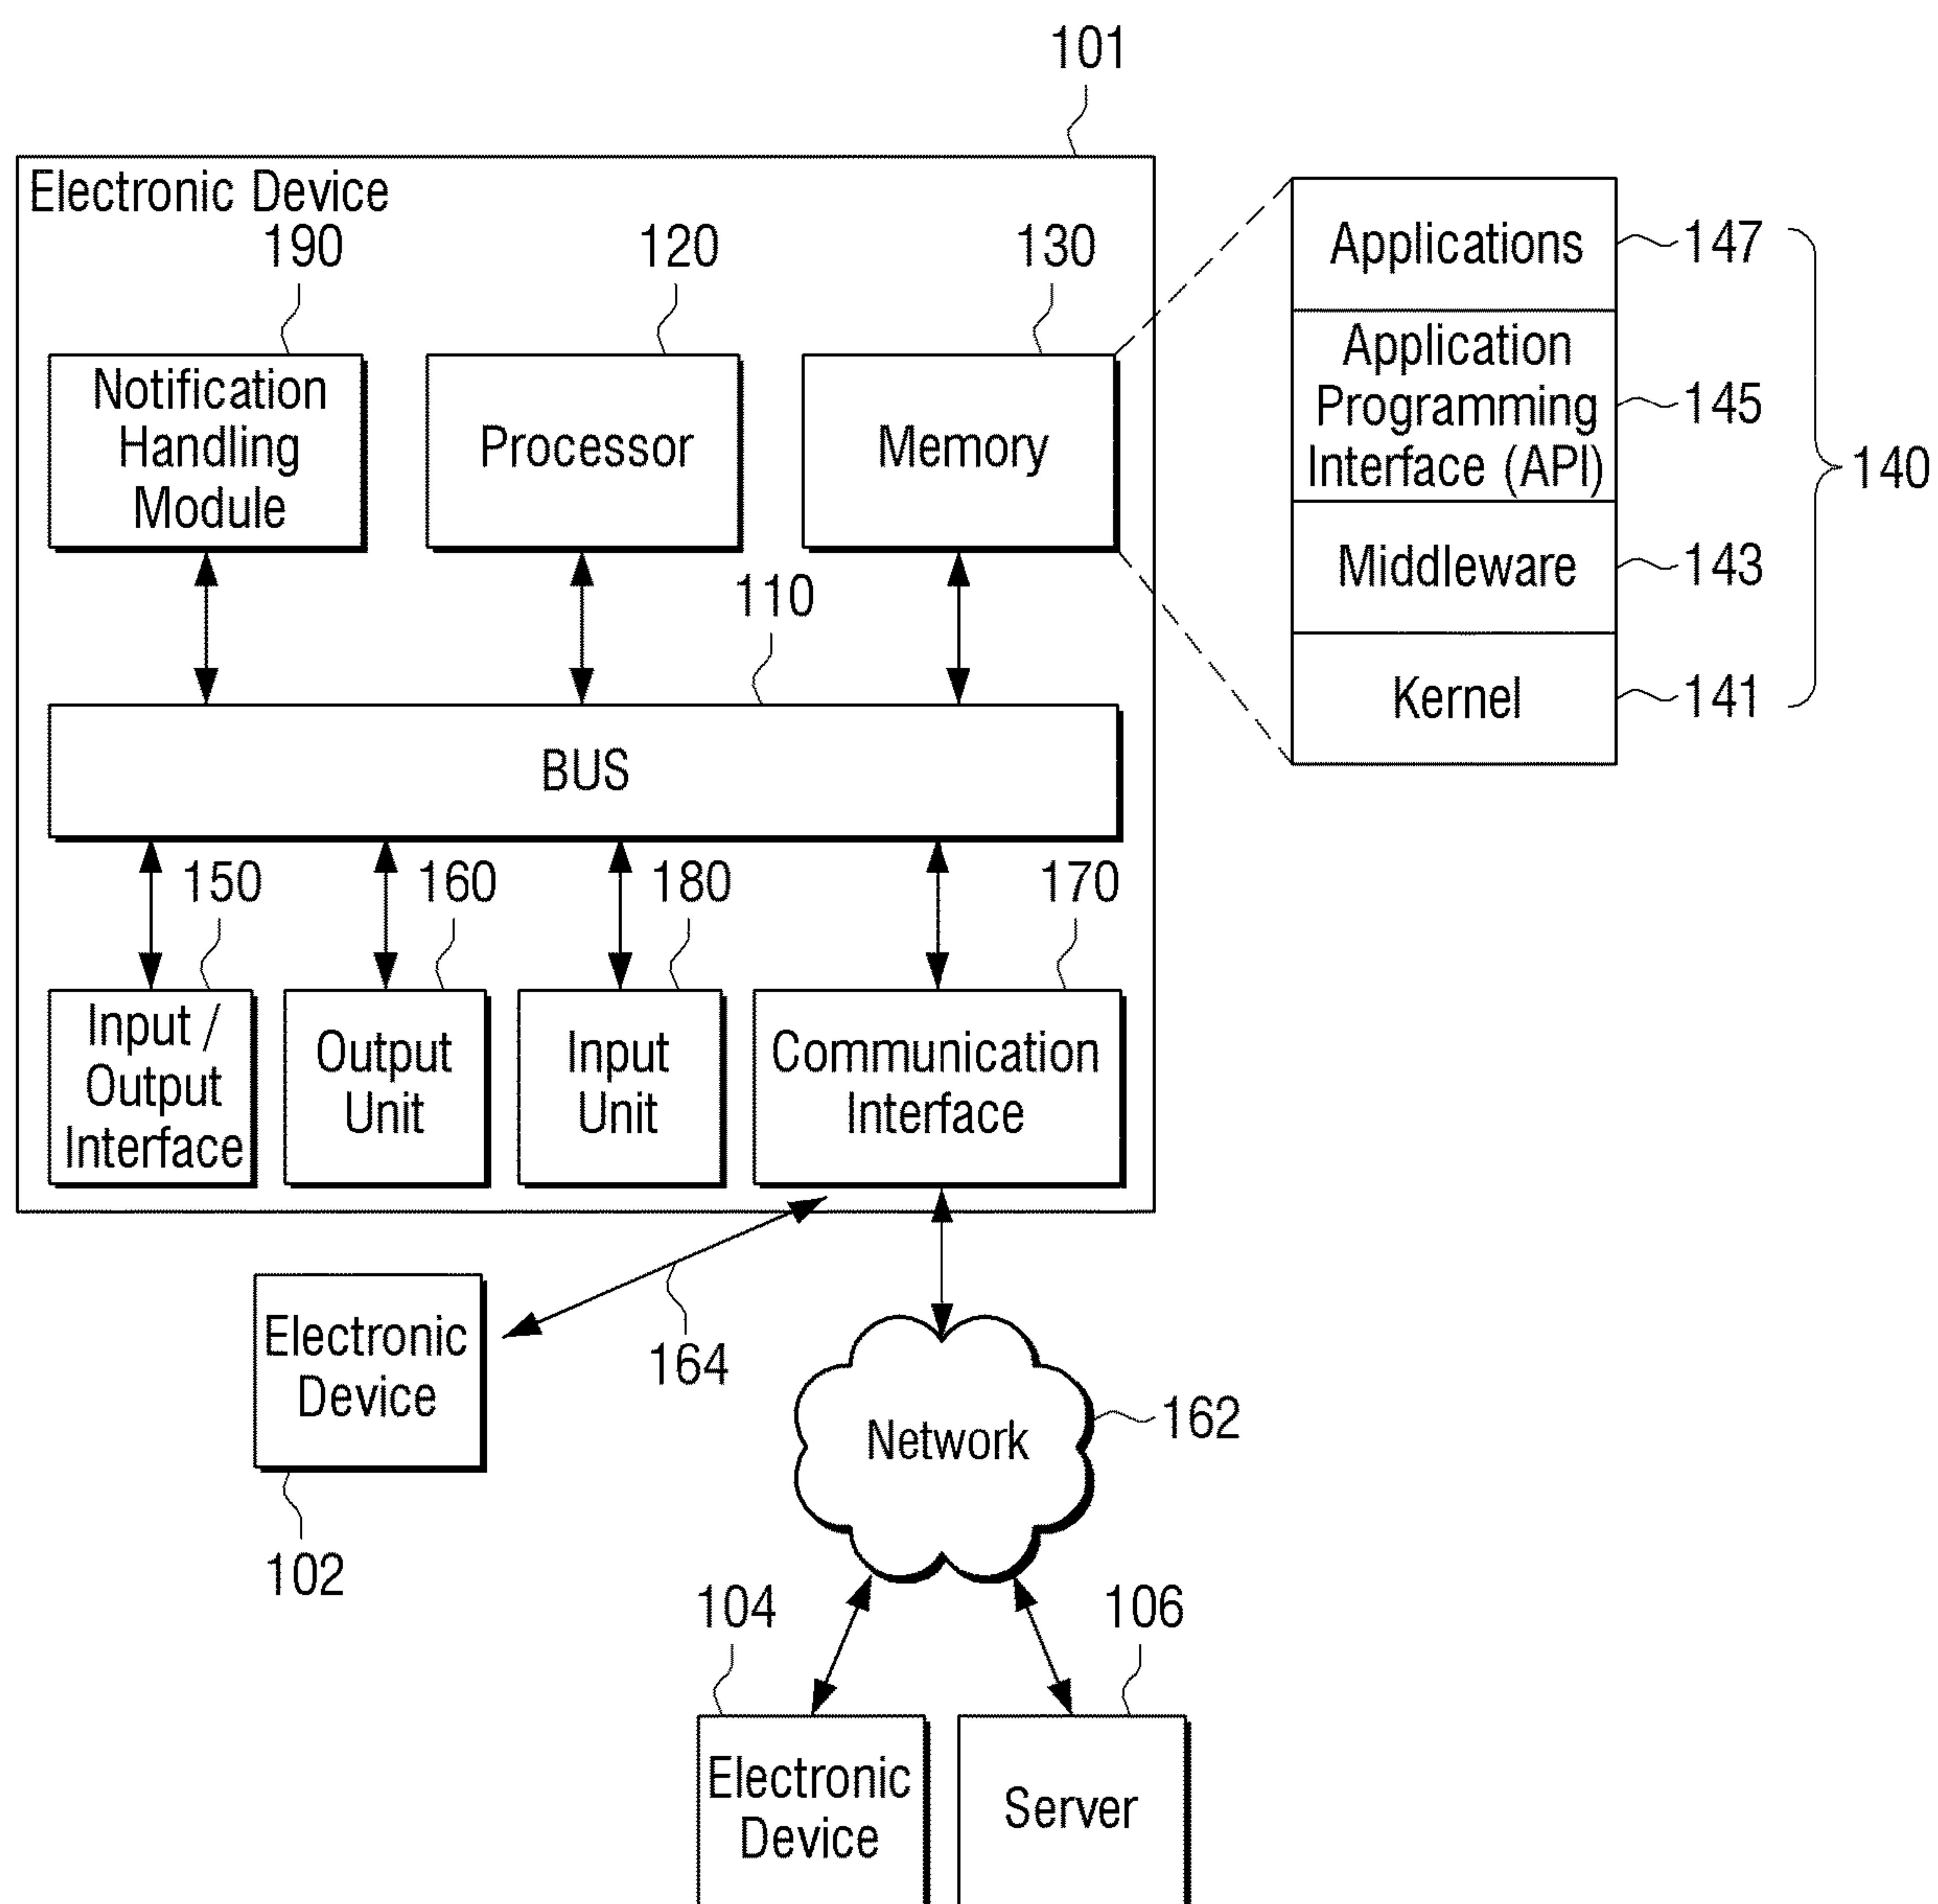 101
Electronic Device
190
120
130
Notification
Handling
Module
Processor
Memory
Applications
147
Application
Programming
Interface (API)
145
140
Middleware
143
Kernel
141
110
BUS
150
160
180
170
Input /
Output
Interface
Output
Unit
Input
Unit
Communication
Interface
Electronic
Device
164
102
Network
162
104
106
Electronic
Device
Server